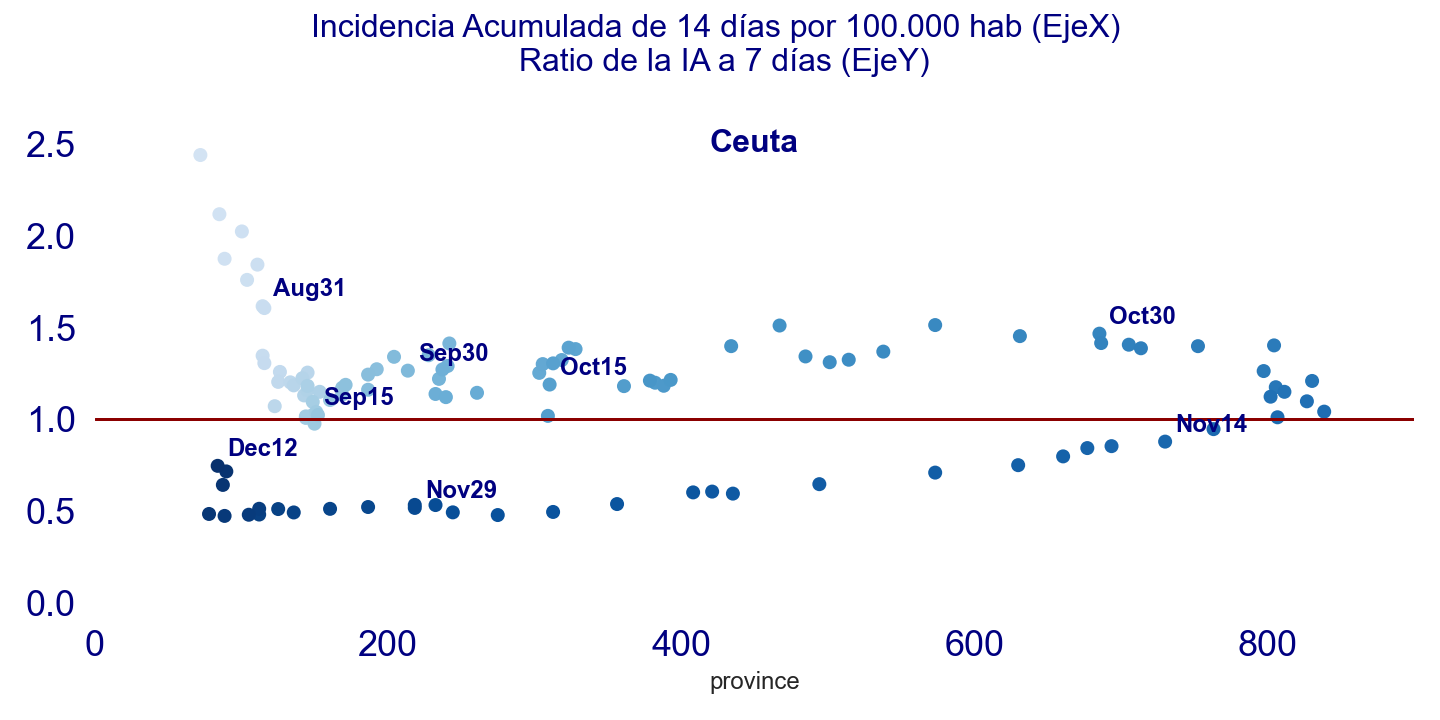 Incidencia Acumulada de 14 días por 100.000 hab (EjeX)
Ratio de la IA a 7 días (EjeY)
Ceuta
2.5
2.0
Aug31
1.5
Oct30
Sep30
Oct15
Sep15
1.0
Nov14
Dec12
0.5
Nov29
0.0
0 200 400 600 800
province